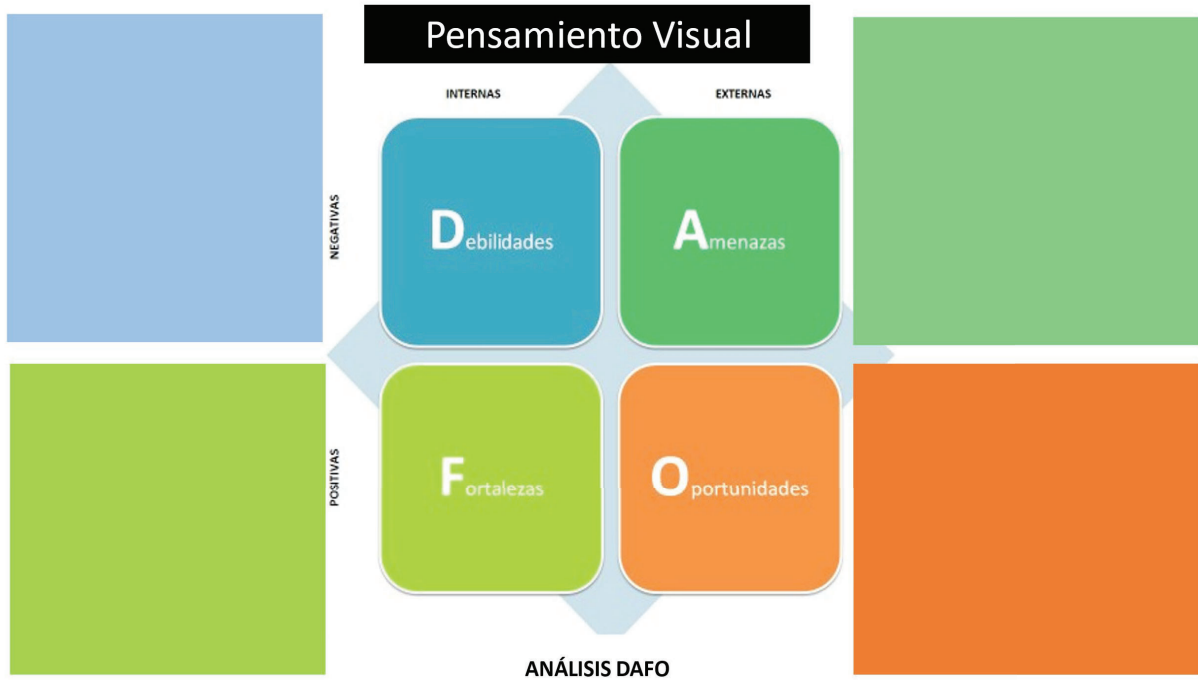 Pensamiento Visual
INTERNAS
EXTERNAS
NEGATIVAS
Debilidades
Amenazas
POSITIVAS
Fortalezas
Oportunidades
ANÁLISIS DAFO